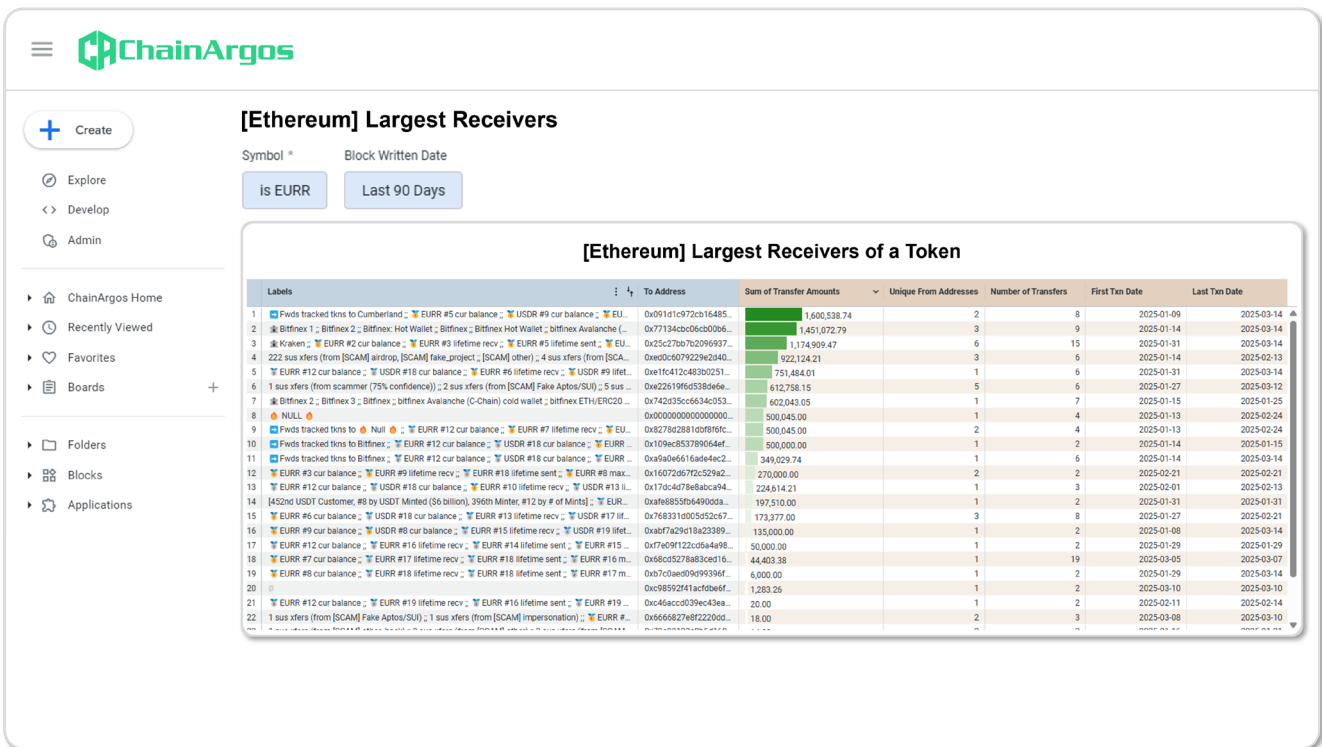 ChainArgos
Create
Explore
Develop
Admin
ChainArgos Home
Recently Viewed
Favorites
Boards
Folders
Blocks
Applications
[Ethereum] Largest Receivers
Symbol *
Block Written Date
is EURR
Last 90 Days
[Ethereum] Largest Receivers of a Token
Labels To Address Sum of Transfer Amounts Unique From Addresses Number of Transfers First Txn Date Last Txn Date
1 Fwds tracked tkns to Cumberland ;; EURR #5 cur balance ;; USDR #9 cur balance ;; EU... 0x091d1c972cb16485... 1,600,538.74 2 8 2025-01-09 2025-03-14
2 Bitfinex 1 ;; Bitfinex 2 ;; Bitfinex: Hot Wallet ;; Bitfinex ;; Bitfinex Hot Wallet ;; bitfinex Avalanche (... 0x77134cbc06cb00b6... 1,451,072.79 3 9 2025-01-14 2025-03-14
3 Kraken ;; EURR #2 cur balance ;; EURR #3 lifetime recv ;; EURR #5 lifetime sent ;; EU... 0x25c27bb7b2096937... 1,174,909.47 6 15 2025-01-31 2025-03-14
4 222 sus xfers (from [SCAM] airdrop, [SCAM] fake_project ;; [SCAM] other) ;; 4 sus xfers (from [SCA... 0xed0c6079229e2d40... 922,124.21 3 6 2025-01-14 2025-02-13
5 EURR #12 cur balance ;; USDR #18 cur balance ;; EURR #6 lifetime recv ;; USDR #9 lifet... 0xe1fc412c483b0251... 751,484.01 1 6 2025-01-31 2025-03-14
6 1 sus xfers (from scammer (75% confidence)) ;; 2 sus xfers (from [SCAM] Fake Aptos/SUI) ;; 5 sus ... 0xe22619f6d538de6e... 612,758.15 5 6 2025-01-27 2025-03-12
7 Bitfinex 2 ;; Bitfinex 3 ;; Bitfinex ;; bitfinex Avalanche (C-Chain) cold wallet ;; bitfinex ETH/ERC20 ... 0x742d35cc6634c053... 602,043.05 1 7 2025-01-15 2025-01-25
8 NULL 0x0000000000000000... 500,045.00 1 4 2025-01-13 2025-02-24
9 Fwds tracked tkns to Null ;; EURR #12 cur balance ;; EURR #7 lifetime recv ;; EU... 0x8278d2881dbf8f6fc... 500,045.00 2 4 2025-01-13 2025-02-24
10 Fwds tracked tkns to Bitfinex ;; EURR #12 cur balance ;; USDR #18 cur balance ;; EURR ... 0x109ec853789064ef... 500,000.00 1 2 2025-01-14 2025-01-15
11 Fwds tracked tkns to Bitfinex ;; EURR #12 cur balance ;; USDR #18 cur balance ;; EURR ... 0xa9a0e6616ade4ec2... 349,029.74 1 6 2025-01-14 2025-03-14
12 EURR #3 cur balance ;; EURR #9 lifetime recv ;; EURR #18 lifetime sent ;; EURR #8 max... 0x16072d67f2c529a2... 270,000.00 2 2 2025-02-21 2025-02-21
13 EURR #12 cur balance ;; USDR #18 cur balance ;; EURR #10 lifetime recv ;; USDR #13 li... 0x17dc4d78e8abca94... 224,614.21 1 3 2025-02-01 2025-02-13
14 [452nd USDT Customer, #8 by USDT Minted ($6 billion), 396th Minter, #12 by # of Mints] ;; EUR... 0xafe8855fb6490dda... 197,510.00 1 2 2025-01-31 2025-01-31
15 EURR #6 cur balance ;; USDR #18 cur balance ;; EURR #13 lifetime recv ;; USDR #17 lif... 0x768331d005d52c67... 173,377.00 3 8 2025-01-27 2025-02-21
16 EURR #9 cur balance ;; USDR #8 cur balance ;; EURR #15 lifetime recv ;; USDR #19 lifet... 0xabf7a29d18a23389... 135,000.00 1 2 2025-01-08 2025-03-14
17 EURR #12 cur balance ;; EURR #16 lifetime recv ;; EURR #14 lifetime sent ;; EURR #15 ... 0xf7e09f122cd6a4a98... 50,000.00 1 2 2025-01-29 2025-01-29
18 EURR #7 cur balance ;; EURR #17 lifetime recv ;; EURR #18 lifetime sent ;; EURR #16 m... 0x68cd5278a83ced16... 44,403.38 1 19 2025-03-05 2025-03-07
19 EURR #8 cur balance ;; EURR #18 lifetime recv ;; EURR #18 lifetime sent ;; EURR #17 m... 0xb7c0aed09d99396f... 6,000.00 1 2 2025-01-29 2025-03-14
20 ∅ 0xc98592f41acfdbe6f... 1,283.26 1 2 2025-03-10 2025-03-10
21 EURR #12 cur balance ;; EURR #19 lifetime recv ;; EURR #16 lifetime sent ;; EURR #19 ... 0xc46accd039ec43ea... 20.00 1 2 2025-02-11 2025-02-14
22 1 sus xfers (from [SCAM] Fake Aptos/SUI) ;; 1 sus xfers (from [SCAM] impersonation) ;; EURR #... 0x6666827e8f2220dd... 18.00 2 3 2025-03-08 2025-03-10